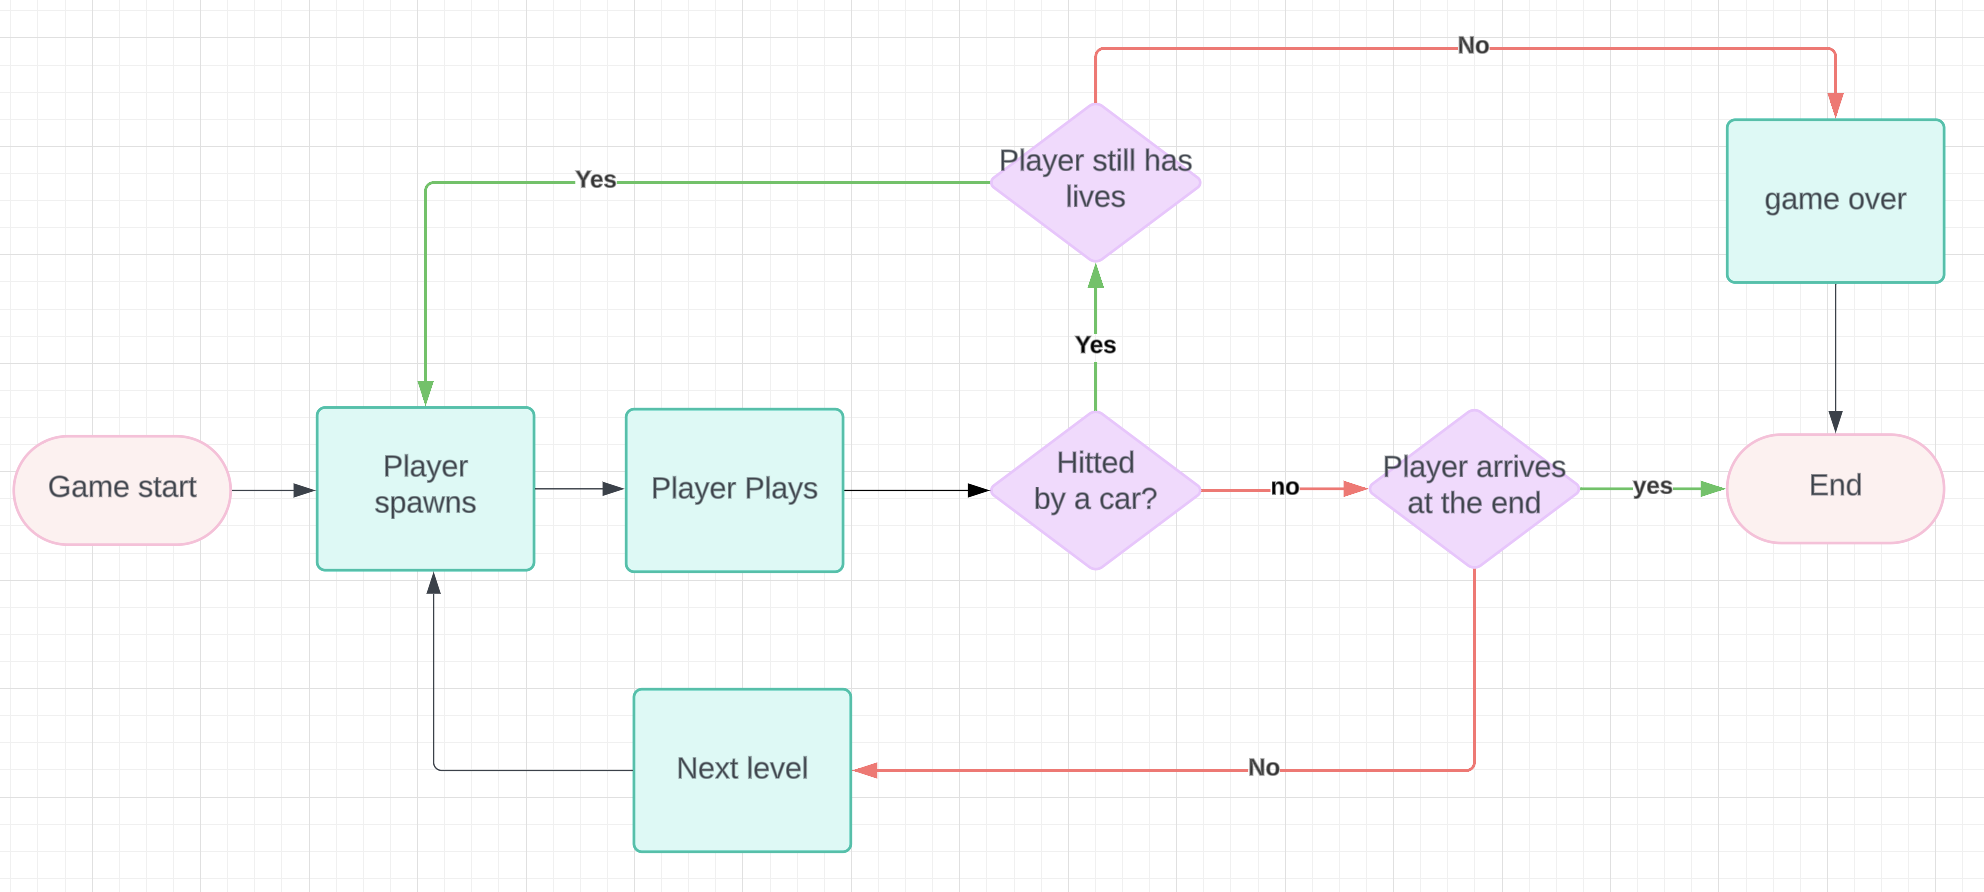 No
Player still has
lives
Yes
game over
Yes
Game start
Player
spawns
Player Plays
Hitted
by a car?
no
Player arrives
at the end
yes
End
Next level
No